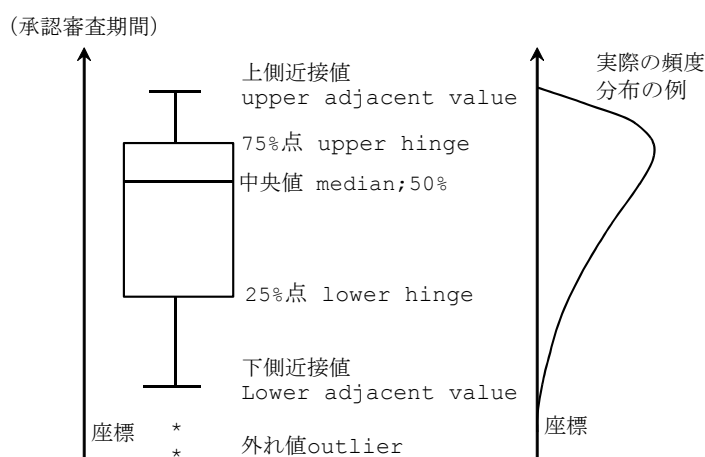 (承認審査期間)
上側近接値
upper adjacent value
75%点 upper hinge
中央値 median;50%
25%点 lower hinge
下側近接値
Lower adjacent value
座標
*
*
外れ値outlier
実際の頻度
分布の例
座標